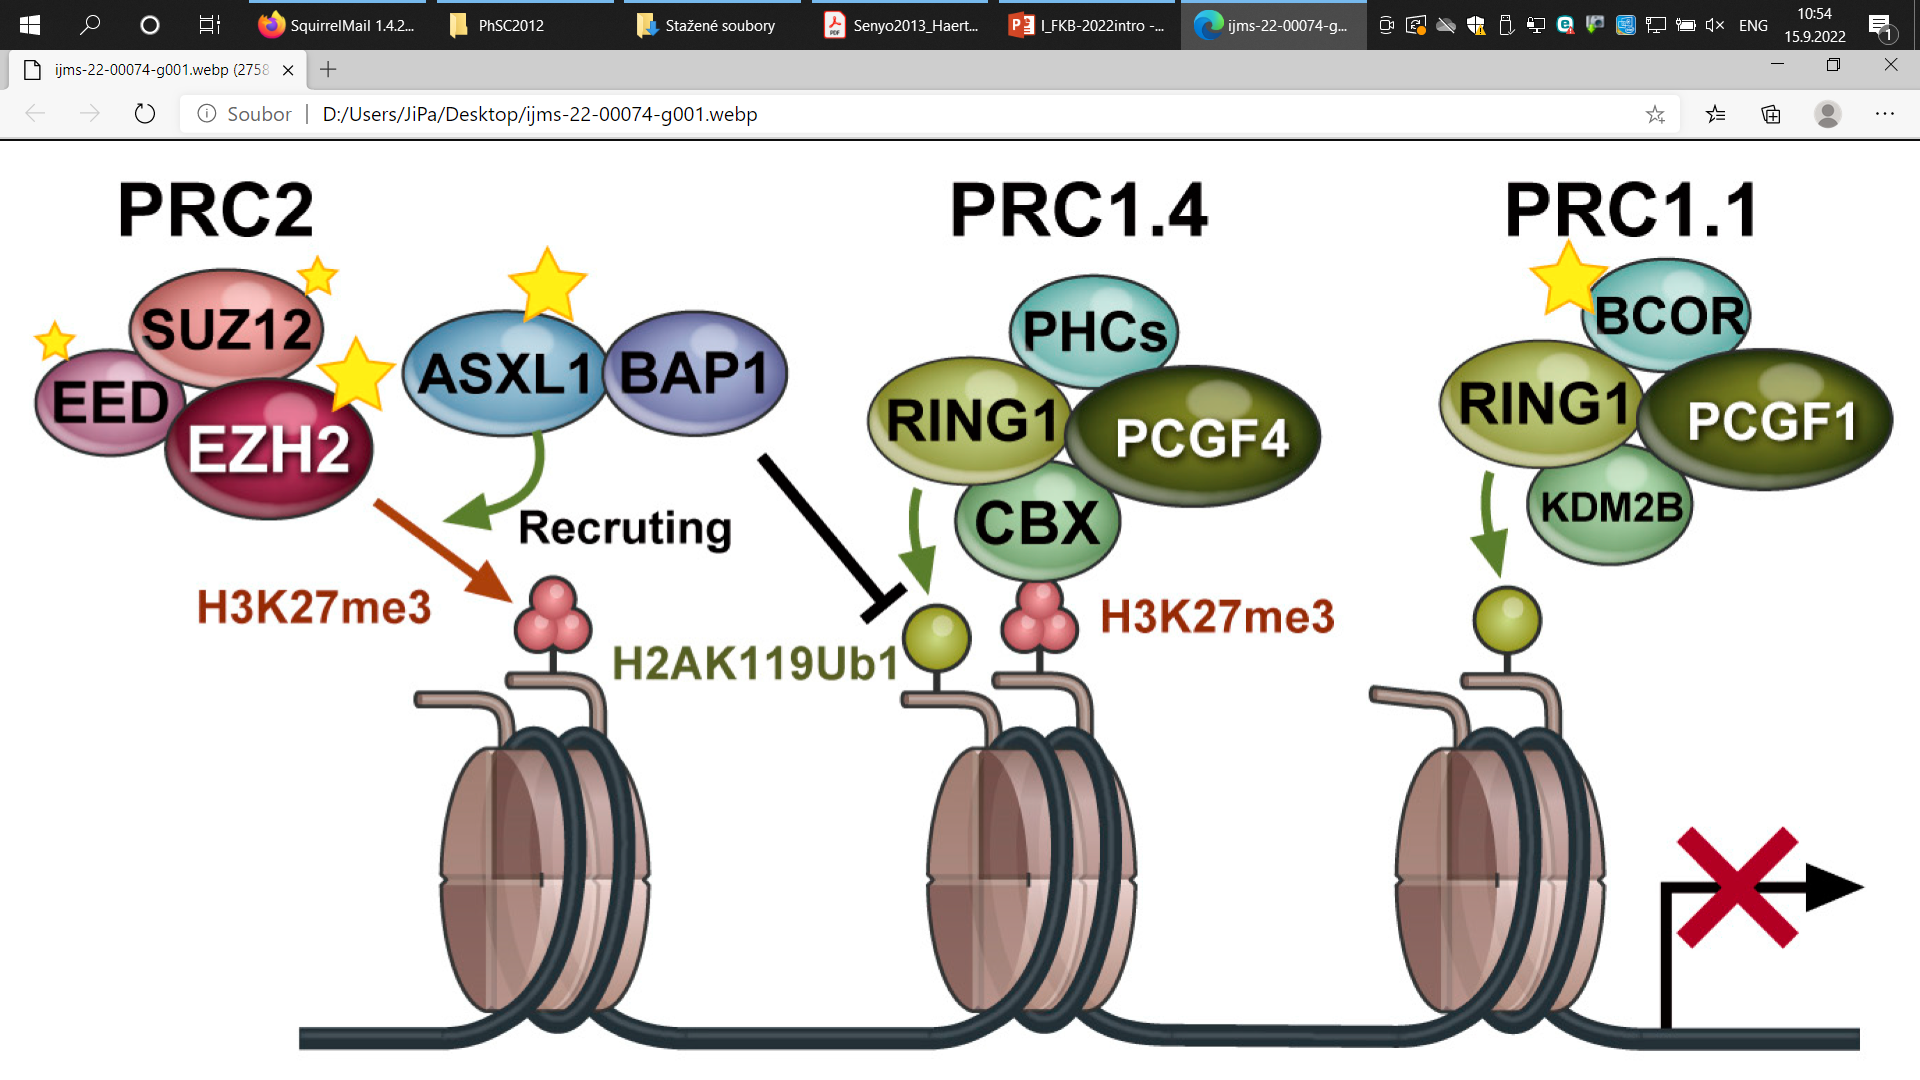 SquirrelMail 1.4.2...
PhSC2012
Stažené soubory
Senyo2013_Haert...
I_FKB-2022intro -...
ijms-22-00074-g...
ENG
10:54
15.9.2022
1
ijms-22-00074-g001.webp (2758
Soubor
D:/Users/JiPa/Desktop/ijms-22-00074-g001.webp
PRC2
PRC1.4
PRC1.1
SUZ12
EED
EZH2
ASXL1
BAP1
PHCs
RING1
PCGF4
CBX
BCOR
RING1
PCGF1
KDM2B
Recruting
H3K27me3
H2AK119Ub1
H3K27me3